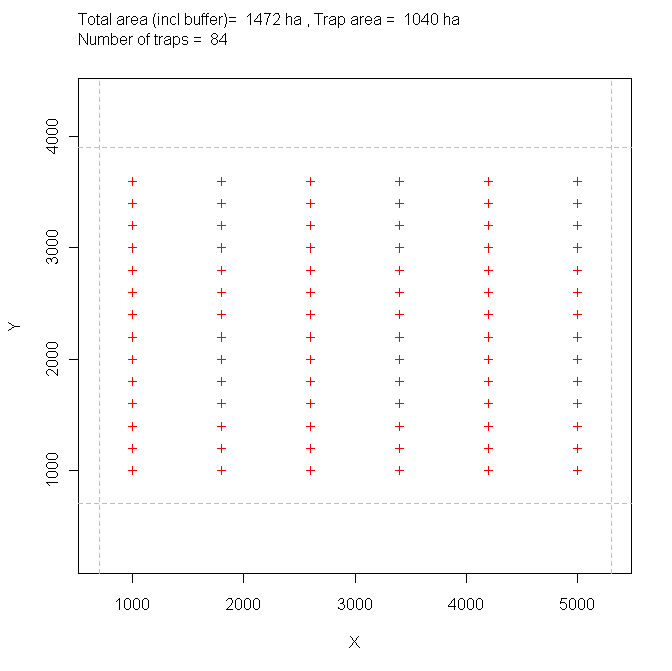 Total area (incl buffer)=  1472 ha , Trap area =  1040 ha
Number of traps =  84
4000
3000
2000
1000
Y
1000 2000 3000 4000 5000
X